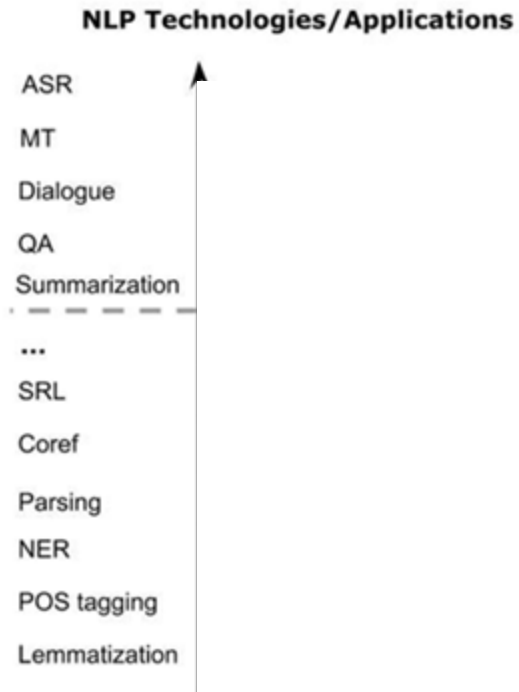 NLP Technologies/Applications
ASR
MT
Dialogue
QA
Summarization
...
SRL
Coref
Parsing
NER
POS tagging
Lemmatization